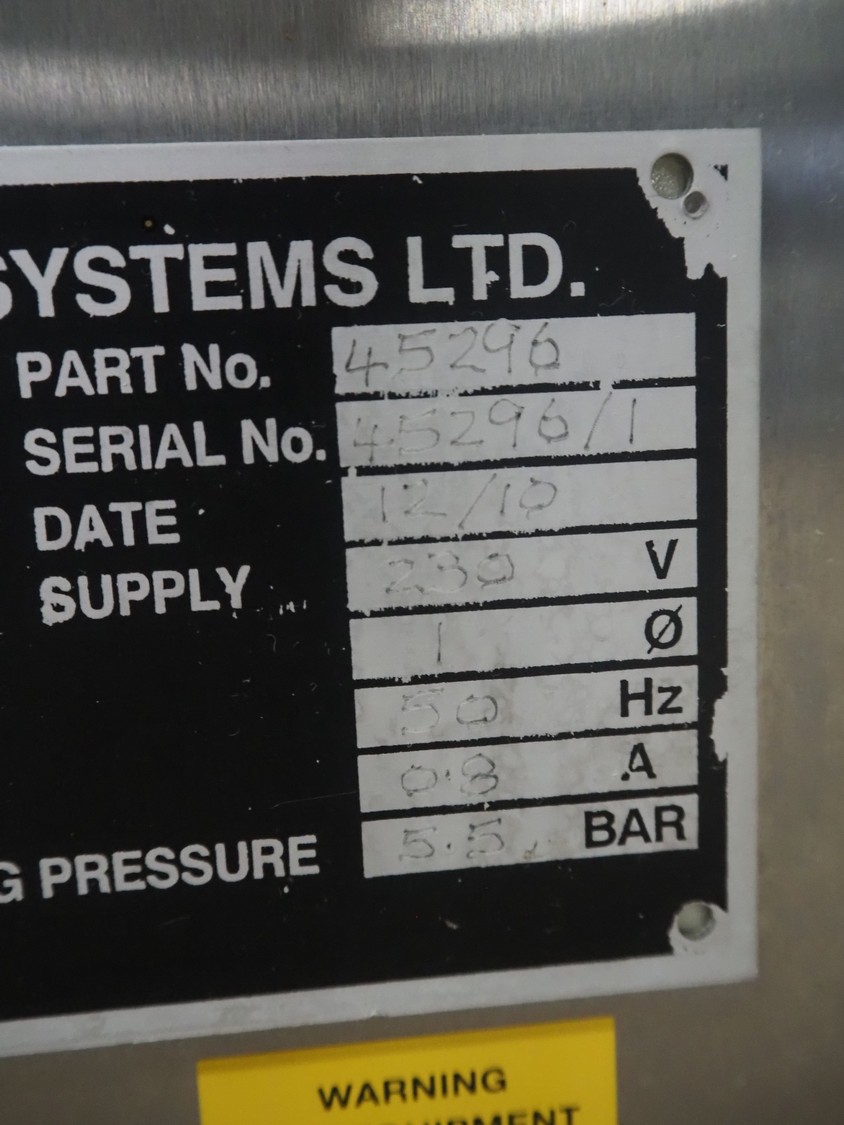 SYSTEMS LTD.
PART No. 45296
SERIAL No. 45296/1
DATE 12/10
SUPPLY 230 V
1 Ø
50 Hz
0.8 A
G PRESSURE 5.5 BAR
WARNING